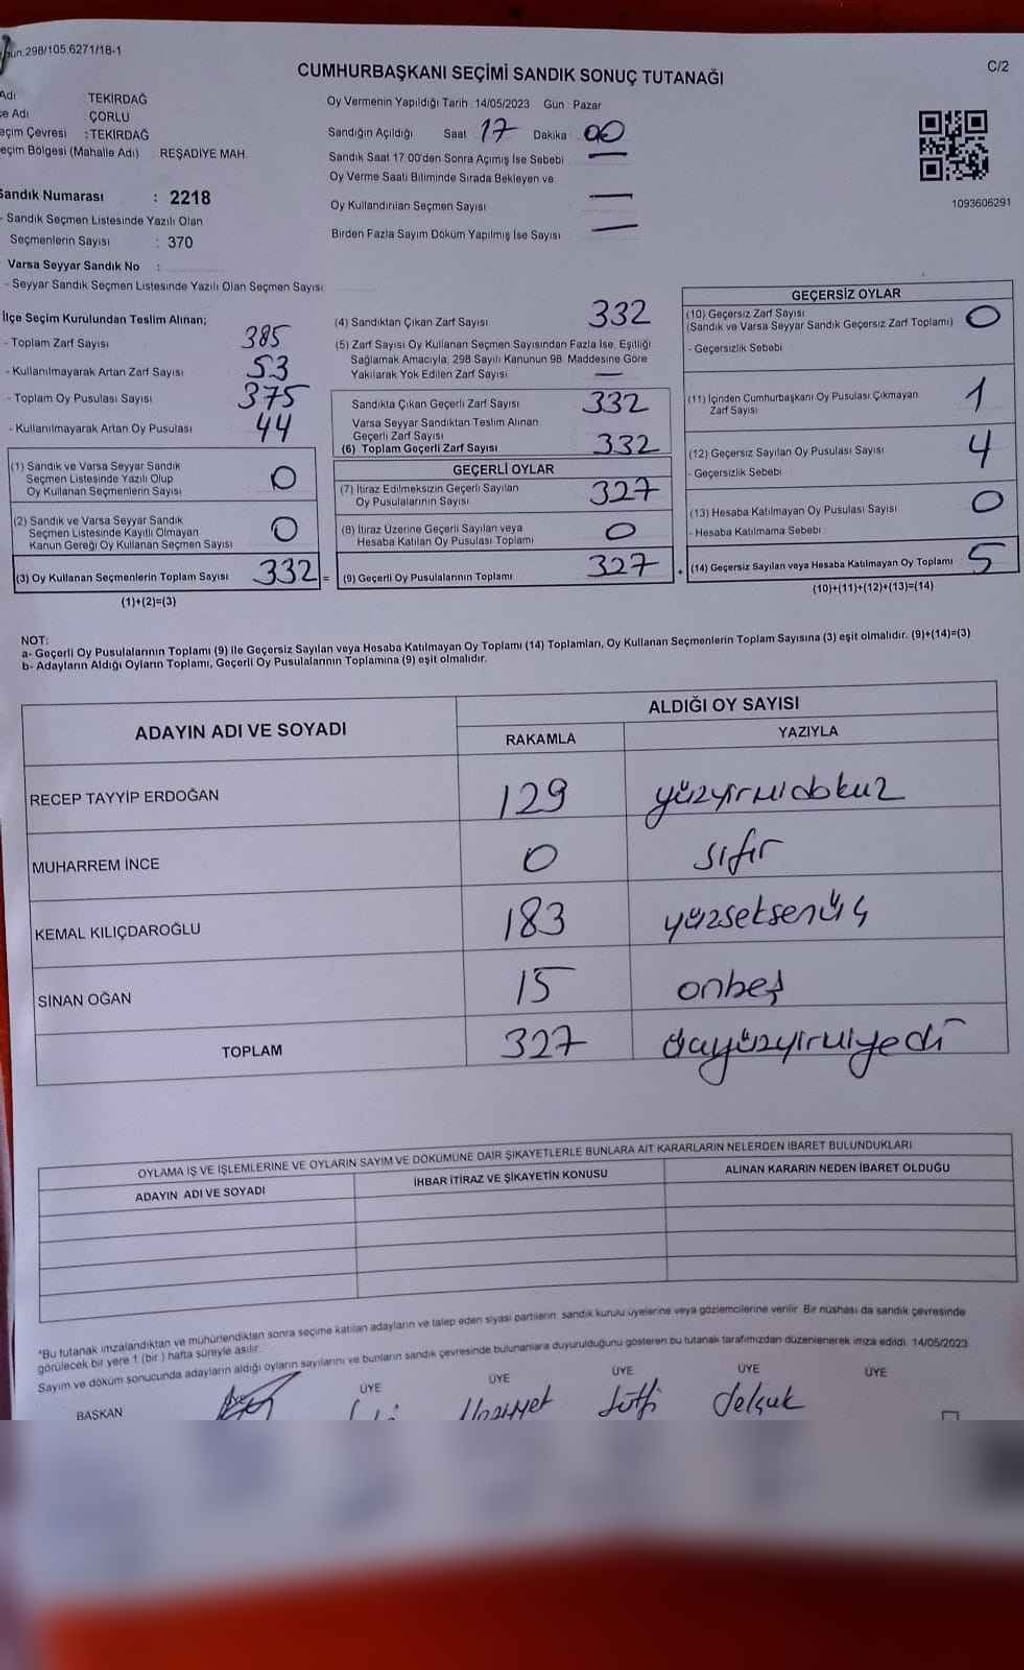 298/105.6271/18-1
C/2
CUMHURBAŞKANI SEÇİMİ SANDIK SONUÇ TUTANAĞI
Adı TEKİRDAĞ
Adı ÇORLU
Seçim Çevresi : TEKİRDAĞ
Seçim Bölgesi (Mahalle Adı) REŞADİYE MAH.
Sandık Numarası : 2218
- Sandık Seçmen Listesinde Yazılı Olan
Seçmenlerin Sayısı : 370
Varsa Seyyar Sandık No :
- Seyyar Sandık Seçmen Listesinde Yazılı Olan Seçmen Sayısı
Oy Vermenin Yapıldığı Tarih 14/05/2023 Gün Pazar
Sandığın Açıldığı Saat 17 Dakika 00
Sandık Saat 17 00'den Sonra Açımış İse Sebebi —
Oy Verme Saati Bitiminde Sırada Bekleyen ve
Oy Kullandırılan Seçmen Sayısı —
Birden Fazla Sayım Döküm Yapılmış İse Sayısı —
1093606291
İlçe Seçim Kurulundan Teslim Alınan;
- Toplam Zarf Sayısı 385
- Kullanılmayarak Artan Zarf Sayısı 53
- Toplam Oy Pusulası Sayısı 375
- Kullanılmayarak Artan Oy Pusulası 44
(1) Sandık ve Varsa Seyyar Sandık
Seçmen Listesinde Yazılı Olup
Oy Kullanan Seçmenlerin Sayısı 0
(2) Sandık ve Varsa Seyyar Sandık
Seçmen Listesinde Kayıtlı Olmayan
Kanun Gereği Oy Kullanan Seçmen Sayısı 0
(3) Oy Kullanan Seçmenlerin Toplam Sayısı 332 =
(1)+(2)=(3)
(4) Sandıktan Çıkan Zarf Sayısı 332
(5) Zarf Sayısı Oy Kullanan Seçmen Sayısından Fazla İse, Eşitliği
Sağlamak Amacıyla, 298 Sayılı Kanunun 98. Maddesine Göre
Yakılarak Yok Edilen Zarf Sayısı —
Sandıkta Çıkan Geçerli Zarf Sayısı 332
Varsa Seyyar Sandıktan Teslim Alınan
Geçerli Zarf Sayısı
(6) Toplam Geçerli Zarf Sayısı 332
GEÇERLİ OYLAR
(7) İtiraz Edilmeksizin Geçerli Sayılan
Oy Pusulalarının Sayısı 327
(8) İtiraz Üzerine Geçerli Sayılan veya
Hesaba Katılan Oy Pusulası Toplamı 0
(9) Geçerli Oy Pusulalarının Toplamı 327 +
GEÇERSİZ OYLAR
(10) Geçersiz Zarf Sayısı 0
(Sandık ve Varsa Seyyar Sandık Geçersiz Zarf Toplamı)
- Geçersizlik Sebebi
(11) İçinden Cumhurbaşkanı Oy Pusulası Çıkmayan
Zarf Sayısı 1
(12) Geçersiz Sayılan Oy Pusulası Sayısı 4
- Geçersizlik Sebebi
(13) Hesaba Katılmayan Oy Pusulası Sayısı 0
- Hesaba Katılmama Sebebi
(14) Geçersiz Sayılan veya Hesaba Katılmayan Oy Toplamı 5
(10)+(11)+(12)+(13)=(14)
NOT:
a- Geçerli Oy Pusulalarının Toplamı (9) ile Geçersiz Sayılan veya Hesaba Katılmayan Oy Toplamı (14) Toplamları, Oy Kullanan Seçmenlerin Toplam Sayısına (3) eşit olmalıdır. (9)+(14)=(3)
b- Adayların Aldığı Oyların Toplamı, Geçerli Oy Pusulalarının Toplamına (9) eşit olmalıdır.
ADAYIN ADI VE SOYADI
ALDIĞI OY SAYISI
RAKAMLA YAZIYLA
RECEP TAYYİP ERDOĞAN 129 yüzyirmidokuz
MUHARREM İNCE 0 sıfır
KEMAL KILIÇDAROĞLU 183 yüzseksenüç
SİNAN OĞAN 15 onbeş
TOPLAM 327 üçyüzyirmiyedi
OYLAMA İŞ VE İŞLEMLERİNE VE OYLARIN SAYIM VE DÖKÜMÜNE DAİR ŞİKAYETLERLE BUNLARA AİT KARARLARIN NELERDEN İBARET BULUNDUKLARI
ADAYIN ADI VE SOYADI İHBAR İTİRAZ VE ŞİKAYETİN KONUSU ALINAN KARARIN NEDEN İBARET OLDUĞU
*Bu tutanak imzalandıktan ve mühürlendikten sonra seçime katılan adayların ve talep eden siyasi partilerin sandık kurulu üyelerine veya gözlemcilerine verilir. Bir nüshası da sandık çevresinde
görülecek bir yere 1 (bir ) hafta süreyle asılır.
Sayım ve döküm sonucunda adayların aldığı oyların sayılarını ve bunların sandık çevresinde bulunanlara duyurulduğunu gösteren bu tutanak tarafımızdan düzenlenerek imza edildi. 14/05/2023
BAŞKAN ÜYE ÜYE ÜYE ÜYE ÜYE
Lütfi Selçuk